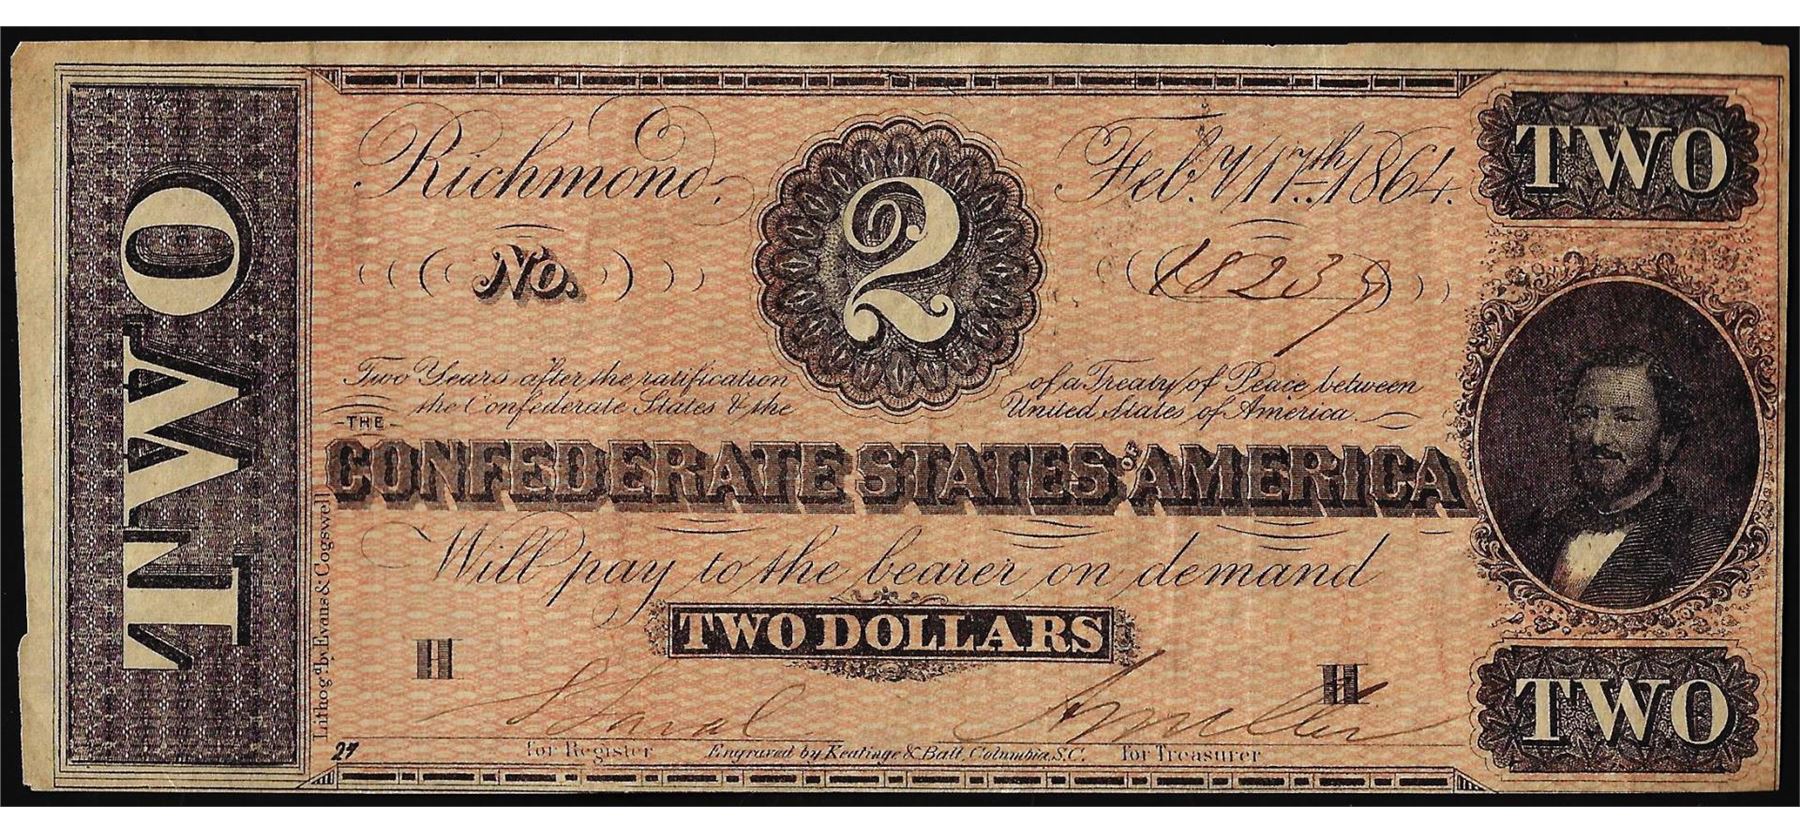 TWO
Richmond,
Feb.y 17th 1864.
TWO
2
No.
18239
Two Years after the ratification of a Treaty of Peace between
the Confederate States & the United States of America.
THE
CONFEDERATE STATES OF AMERICA
Will pay to the bearer on demand
TWO DOLLARS
H
H
Lithog'd by Evans & Cogswell
27
for Register
Engraved by Keatinge & Ball, Columbia, S.C.
for Treasurer
TWO